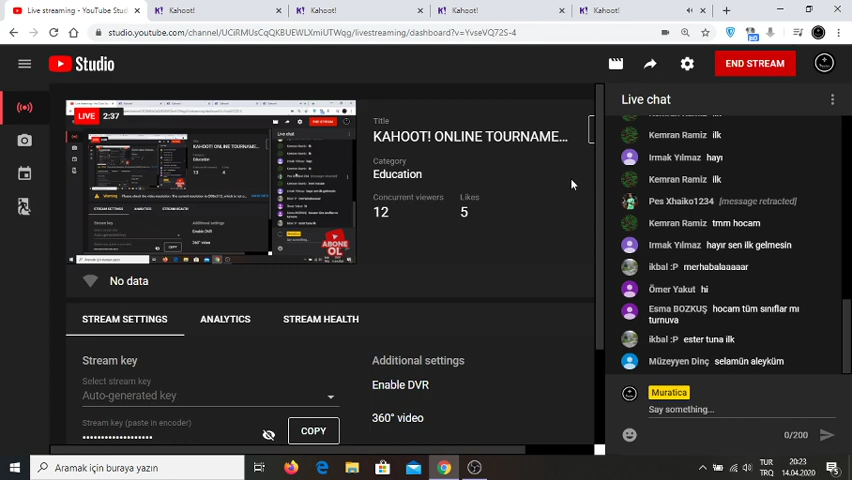 Live streaming - YouTube Studio
Kahoot!
Kahoot!
Kahoot!
Kahoot!
studio.youtube.com/channel/UCiRMUsCqQKBUEWLXmiUTWqg/livestreaming/dashboard?v=YvseVQ72S-4
Studio
END STREAM
LIVE 2:37
Title
KAHOOT! ONLINE TOURNAME...
Category
Education
Concurrent viewers
Likes
12
5
ABONE
OL
No data
STREAM SETTINGS
ANALYTICS
STREAM HEALTH
Stream key
Select stream key
Auto-generated key
Stream key (paste in encoder)
••••••••••••••••••
COPY
Additional settings
Enable DVR
360° video
Live chat
Kemran Ramiz ilk
Irmak Yılmaz hayı
Kemran Ramiz ilk
Pes Xhaiko1234 [message retracted]
Kemran Ramiz tmm hocam
Irmak Yılmaz hayır sen ilk gelmesin
ikbal :P merhabalaaaaar
Ömer Yakut hi
Esma BOZKUŞ hocam tüm sınıflar mı
turnuva
ikbal :P ester tuna ilk
Müzeyyen Dinç selamün aleyküm
Muratica
Say something...
0/200
Aramak için buraya yazın
TUR
TRQ
20:23
14.04.2020